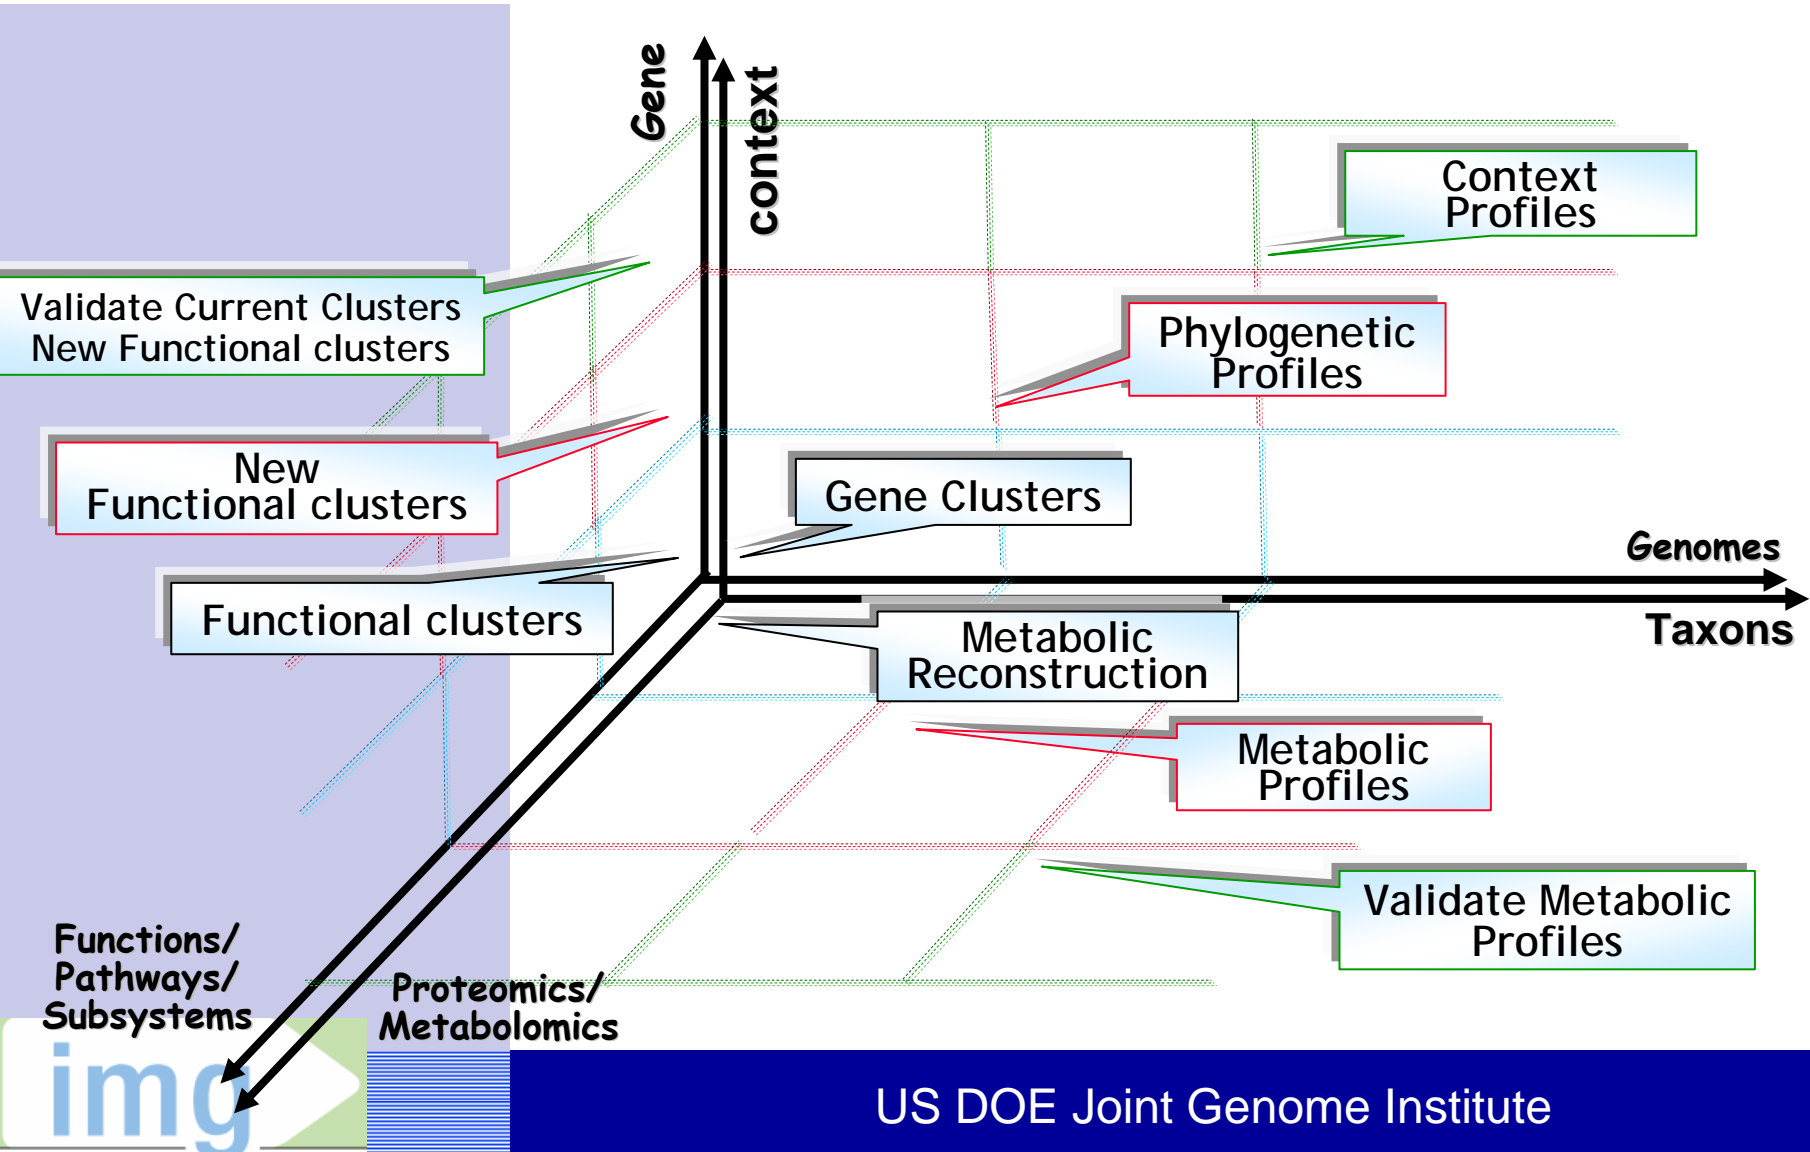 Gene
context
Context
Profiles
Validate Current Clusters
New Functional clusters
Phylogenetic
Profiles
New
Functional clusters
Gene Clusters
Genomes
Taxons
Functional clusters
Metabolic
Reconstruction
Metabolic
Profiles
Validate Metabolic
Profiles
Functions/
Pathways/
Subsystems
Proteomics/
Metabolomics
img
US DOE Joint Genome Institute